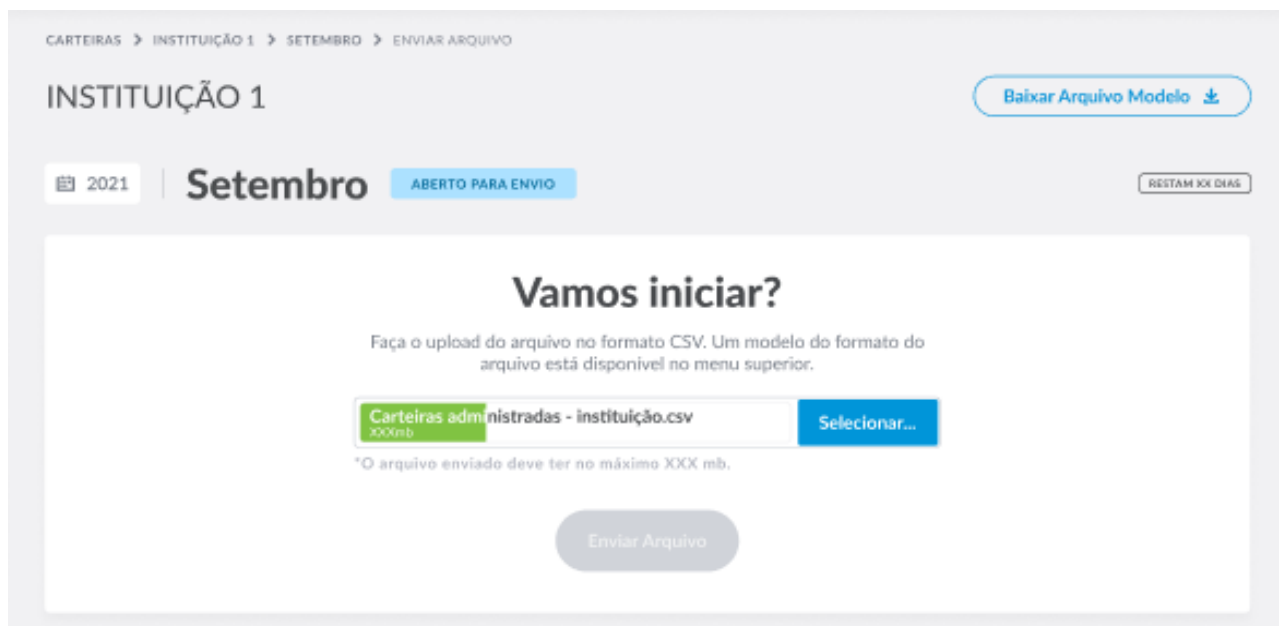 CARTEIRAS > INSTITUIÇÃO 1 > SETEMBRO > ENVIAR ARQUIVO
INSTITUIÇÃO 1
Baixar Arquivo Modelo
2021
Setembro
ABERTO PARA ENVIO
RESTAM XX DIAS
Vamos iniciar?
Faça o upload do arquivo no formato CSV. Um modelo do formato do
arquivo está disponivel no menu superior.
Carteiras administradas - instituição.csv
XXXmb
Selecionar...
*O arquivo enviado deve ter no máximo XXX mb.
Enviar Arquivo